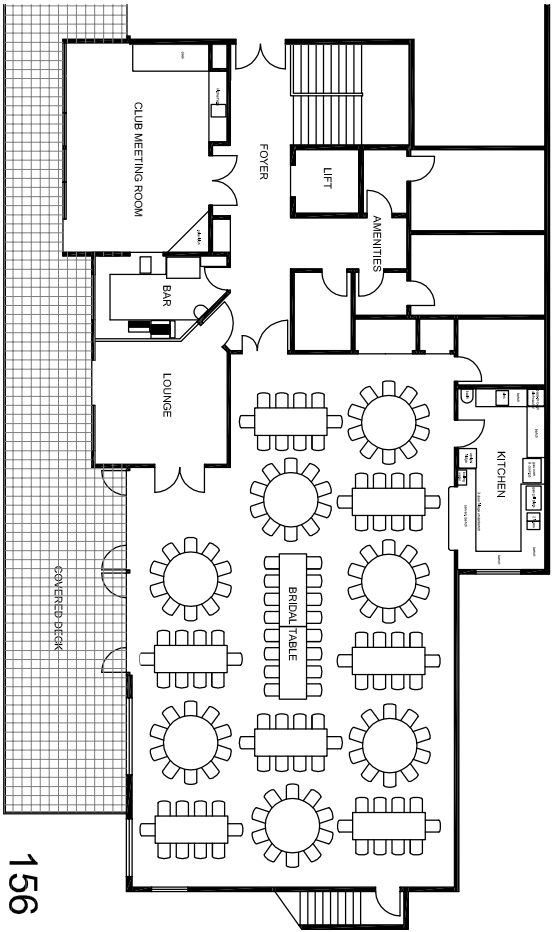 CLUB MEETING ROOM
FOYER
LIFT
AMENITIES
BAR
LOUNGE
KITCHEN
BRIDAL TABLE
COVERED DECK
156